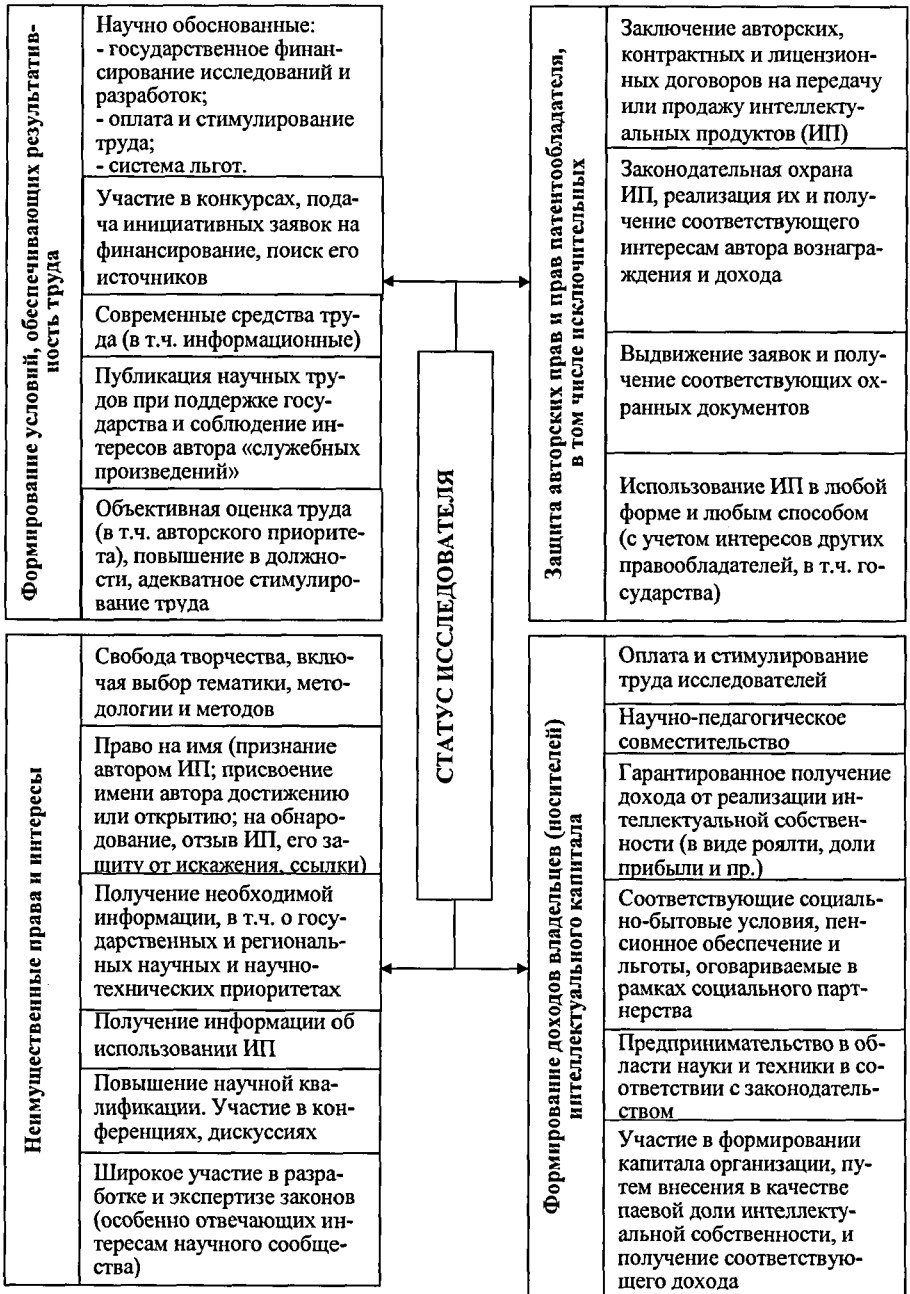 Формирование условий, обеспечивающих результатив-
ность труда
Научно обоснованные:
- государственное финан-
сирование исследований и
разработок;
- оплата и стимулирование
труда;
- система льгот.
Участие в конкурсах, пода-
ча инициативных заявок на
финансирование, поиск его
источников
Современные средства тру-
да (в т.ч. информационные)
Публикация научных тру-
дов при поддержке госу-
дарства и соблюдение ин-
тересов автора «служебных
произведений»
Объективная оценка труда
(в т.ч. авторского приорите-
та), повышение в должно-
сти, адекватное стимулиро-
вание труда
Неимущественные права и интересы
Свобода творчества, вклю-
чая выбор тематики, мето-
дологии и методов
Право на имя (признание
автором ИП; присвоение
имени автора достижению
или открытию; на обнаро-
дование, отзыв ИП, его за-
щиту от искажения, ссылки)
Получение необходимой
информации, в т.ч. о госу-
дарственных и региональ-
ных научных и научно-
технических приоритетах
Получение информации об
использовании ИП
Повышение научной ква-
лификации. Участие в кон-
ференциях, дискуссиях
Широкое участие в разра-
ботке и экспертизе законов
(особенно отвечающих ин-
тересам научного сообще-
ства)
СТАТУС ИССЛЕДОВАТЕЛЯ
Защита авторских прав и прав патентообладателя,
в том числе исключительных
Заключение авторских,
контрактных и лицензион-
ных договоров на передачу
или продажу интеллекту-
альных продуктов (ИП)
Законодательная охрана
ИП, реализация их и полу-
чение соответствующего
интересам автора вознагра-
ждения и дохода
Выдвижение заявок и полу-
чение соответствующих ох-
ранных документов
Использование ИП в любой
форме и любым способом
(с учетом интересов других
правообладателей, в т.ч. го-
сударства)
Формирование доходов владельцев (носителей)
интеллектуального капитала
Оплата и стимулирование
труда исследователей
Научно-педагогическое
совместительство
Гарантированное получение
дохода от реализации ин-
теллектуальной собствен-
ности (в виде роялти, доли
прибыли и пр.)
Соответствующие социаль-
но-бытовые условия, пен-
сионное обеспечение и
льготы, оговариваемые в
рамках социального парт-
нерства
Предпринимательство в об-
ласти науки и техники в со-
ответствии с законодатель-
ством
Участие в формировании
капитала организации, пу-
тем внесения в качестве
паевой доли интеллекту-
альной собственности, и
получение соответствую-
щего дохода